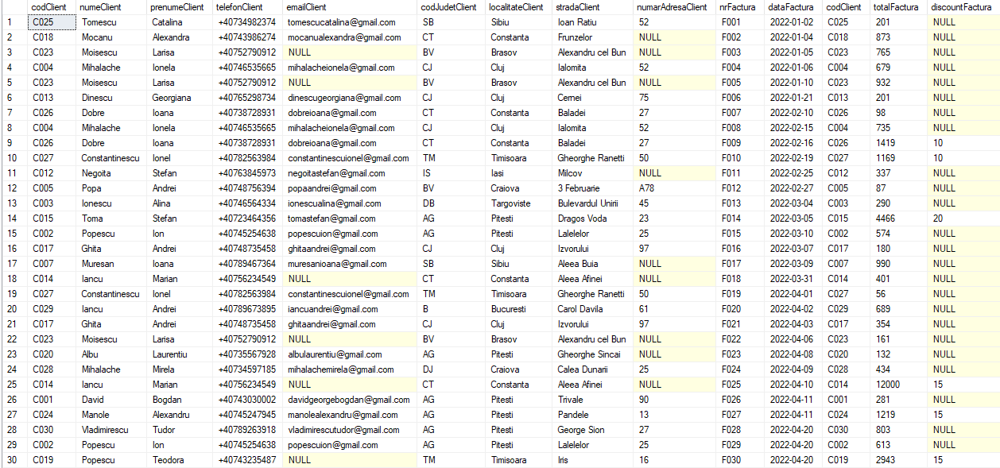 codClient numeClient prenumeClient telefonClient emailClient codJudetClient localitateClient stradaClient numarAdresaClient nrFactura dataFactura codClient totalFactura discountFactura
1 C025 Tomescu Catalina +40734982374 tomescucatalina@gmail.com SB Sibiu Ioan Ratiu 52 F001 2022-01-02 C025 201 NULL
2 C018 Mocanu Alexandra +40743986274 mocanualexandra@gmail.com CT Constanta Frunzelor NULL F002 2022-01-04 C018 873 NULL
3 C023 Moisescu Larisa +40752790912 NULL BV Brasov Alexandru cel Bun NULL F003 2022-01-05 C023 765 NULL
4 C004 Mihalache Ionela +40746535665 mihalacheionela@gmail.com CJ Cluj Ialomita 52 F004 2022-01-06 C004 679 NULL
5 C023 Moisescu Larisa +40752790912 NULL BV Brasov Alexandru cel Bun NULL F005 2022-01-10 C023 932 NULL
6 C013 Dinescu Georgiana +40765298734 dinescugeorgiana@gmail.com CJ Cluj Cernei 75 F006 2022-01-21 C013 201 NULL
7 C026 Dobre Ioana +40738728931 dobreioana@gmail.com CT Constanta Baladei 27 F007 2022-02-10 C026 98 NULL
8 C004 Mihalache Ionela +40746535665 mihalacheionela@gmail.com CJ Cluj Ialomita 52 F008 2022-02-15 C004 735 NULL
9 C026 Dobre Ioana +40738728931 dobreioana@gmail.com CT Constanta Baladei 27 F009 2022-02-16 C026 1419 10
10 C027 Constantinescu Ionel +40782563984 constantinescuionel@gmail.com TM Timisoara Gheorghe Ranetti 50 F010 2022-02-19 C027 1169 10
11 C012 Negoita Stefan +40763845973 negoitastefan@gmail.com IS Iasi Milcov NULL F011 2022-02-25 C012 337 NULL
12 C005 Popa Andrei +40748756394 popaandrei@gmail.com BV Craiova 3 Februarie A78 F012 2022-02-27 C005 87 NULL
13 C003 Ionescu Alina +40746564334 ionescualina@gmail.com DB Targoviste Bulevardul Unirii 45 F013 2022-03-04 C003 290 NULL
14 C015 Toma Stefan +40723464356 tomastefan@gmail.com AG Pitesti Dragos Voda 23 F014 2022-03-05 C015 4466 20
15 C002 Popescu Ion +40745254638 popescuion@gmail.com AG Pitesti Lalelelor 25 F015 2022-03-10 C002 574 NULL
16 C017 Ghita Andrei +40748735458 ghitaandrei@gmail.com CJ Cluj Izvorului 97 F016 2022-03-07 C017 180 NULL
17 C007 Muresan Ioana +40789467364 muresanioana@gmail.com SB Sibiu Aleea Buia NULL F017 2022-03-09 C007 990 NULL
18 C014 Iancu Marian +40756234549 NULL CT Constanta Aleea Afinei NULL F018 2022-03-31 C014 401 NULL
19 C027 Constantinescu Ionel +40782563984 constantinescuionel@gmail.com TM Timisoara Gheorghe Ranetti 50 F019 2022-04-01 C027 56 NULL
20 C029 Iancu Andrei +40789673895 iancuandrei@gmail.com B Bucuresti Carol Davila 61 F020 2022-04-02 C029 689 NULL
21 C017 Ghita Andrei +40748735458 ghitaandrei@gmail.com CJ Cluj Izvorului 97 F021 2022-04-03 C017 354 NULL
22 C023 Moisescu Larisa +40752790912 NULL BV Brasov Alexandru cel Bun NULL F022 2022-04-06 C023 161 NULL
23 C020 Albu Laurentiu +40735567928 albulaurentiu@gmail.com AG Pitesti Gheorghe Sincai NULL F023 2022-04-08 C020 132 NULL
24 C028 Mihalache Mirela +40734597185 mihalachemirela@gmail.com DJ Craiova Calea Dunarii 25 F024 2022-04-09 C028 434 NULL
25 C014 Iancu Marian +40756234549 NULL CT Constanta Aleea Afinei NULL F025 2022-04-10 C014 12000 15
26 C001 David Bogdan +40743030002 davidgeorgebogdan@gmail.com AG Pitesti Trivale 90 F026 2022-04-11 C001 281 NULL
27 C024 Manole Alexandru +40745247945 manolealexandru@gmail.com AG Pitesti Pandele 13 F027 2022-04-11 C024 1219 15
28 C030 Vladimirescu Tudor +40789263918 vladimirescutudor@gmail.com AG Pitesti George Sion 27 F028 2022-04-20 C030 803 NULL
29 C002 Popescu Ion +40745254638 popescuion@gmail.com AG Pitesti Lalelelor 25 F029 2022-04-20 C002 613 NULL
30 C019 Popescu Teodora +40743235487 NULL TM Timisoara Iris 16 F030 2022-04-20 C019 2943 15